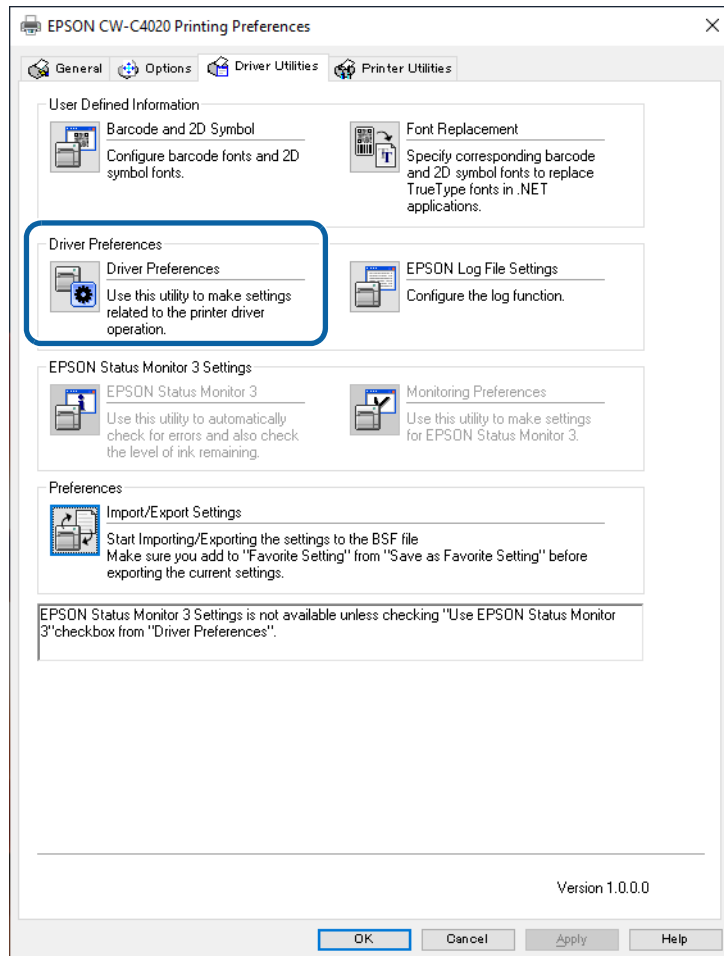 EPSON CW-C4020 Printing Preferences
General
Options
Driver Utilities
Printer Utilities
User Defined Information
Barcode and 2D Symbol
Configure barcode fonts and 2D
symbol fonts.
Font Replacement
Specify corresponding barcode
and 2D symbol fonts to replace
TrueType fonts in .NET
applications.
Driver Preferences
Driver Preferences
Use this utility to make settings
related to the printer driver
operation.
EPSON Log File Settings
Configure the log function.
EPSON Status Monitor 3 Settings
EPSON Status Monitor 3
Use this utility to automatically
check for errors and also check
the level of ink remaining.
Monitoring Preferences
Use this utility to make settings
for EPSON Status Monitor 3.
Preferences
Import/Export Settings
Start Importing/Exporting the settings to the BSF file
Make sure you add to "Favorite Setting" from "Save as Favorite Setting" before
exporting the current settings.
EPSON Status Monitor 3 Settings is not available unless checking "Use EPSON Status Monitor
3"checkbox from "Driver Preferences".
Version 1.0.0.0
OK
Cancel
Apply
Help